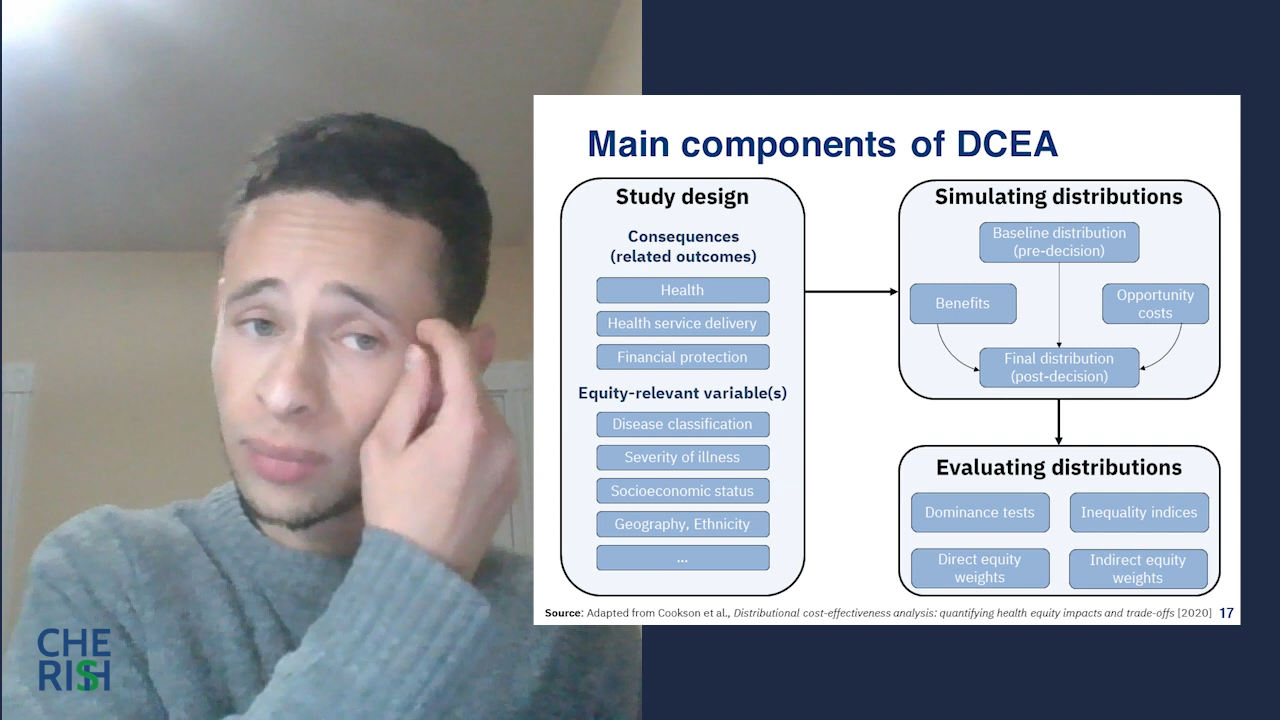 CHE
RISH
Main components of DCEA
Study design
Consequences
(related outcomes)
Health
Health service delivery
Financial protection
Equity-relevant variable(s)
Disease classification
Severity of illness
Socioeconomic status
Geography, Ethnicity
...
Simulating distributions
Baseline distribution
(pre-decision)
Benefits
Opportunity
costs
Final distribution
(post-decision)
Evaluating distributions
Dominance tests
Inequality indices
Direct equity
weights
Indirect equity
weights
Source: Adapted from Cookson et al., Distributional cost-effectiveness analysis: quantifying health equity impacts and trade-offs [2020] 17